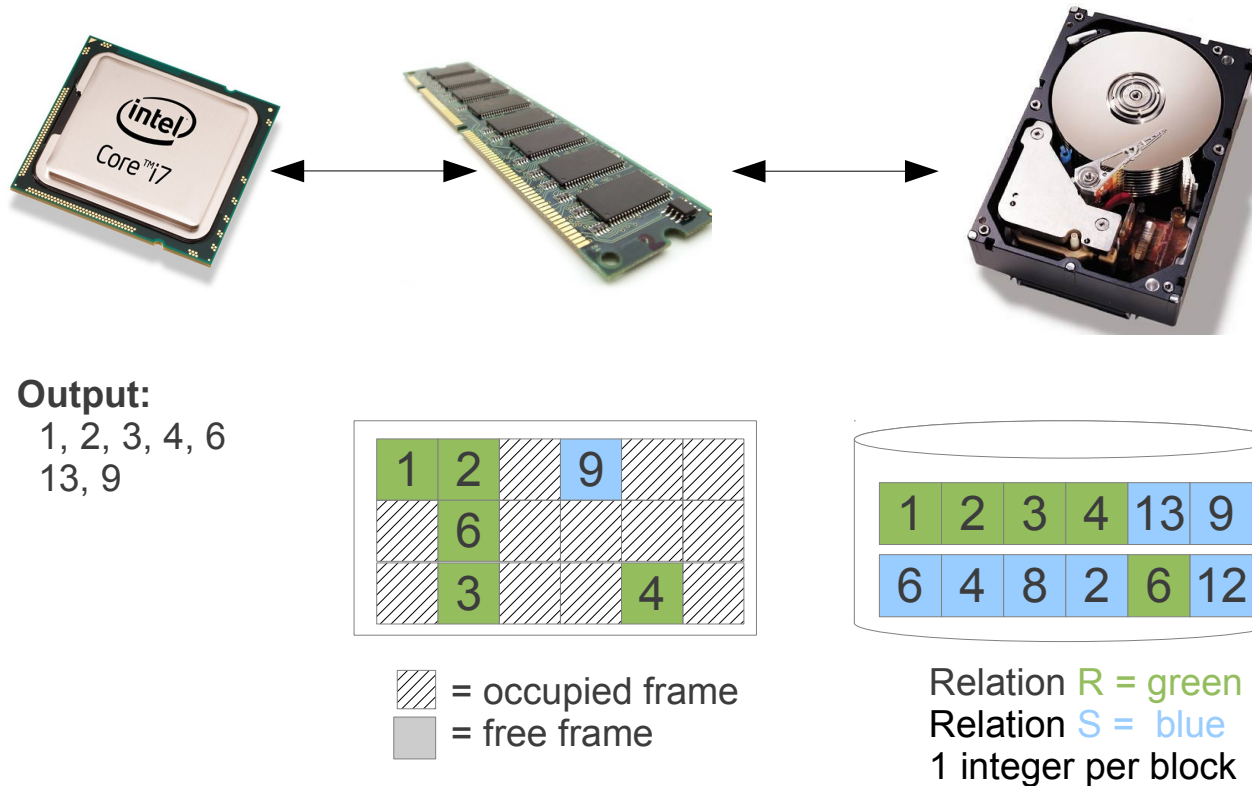 intel
Core ™i7
Output:
1, 2, 3, 4, 6
13, 9
1 2 9
6
3 4
1 2 3 4 13 9
6 4 8 2 6 12
= occupied frame
= free frame
Relation R = green
Relation S = blue
1 integer per block